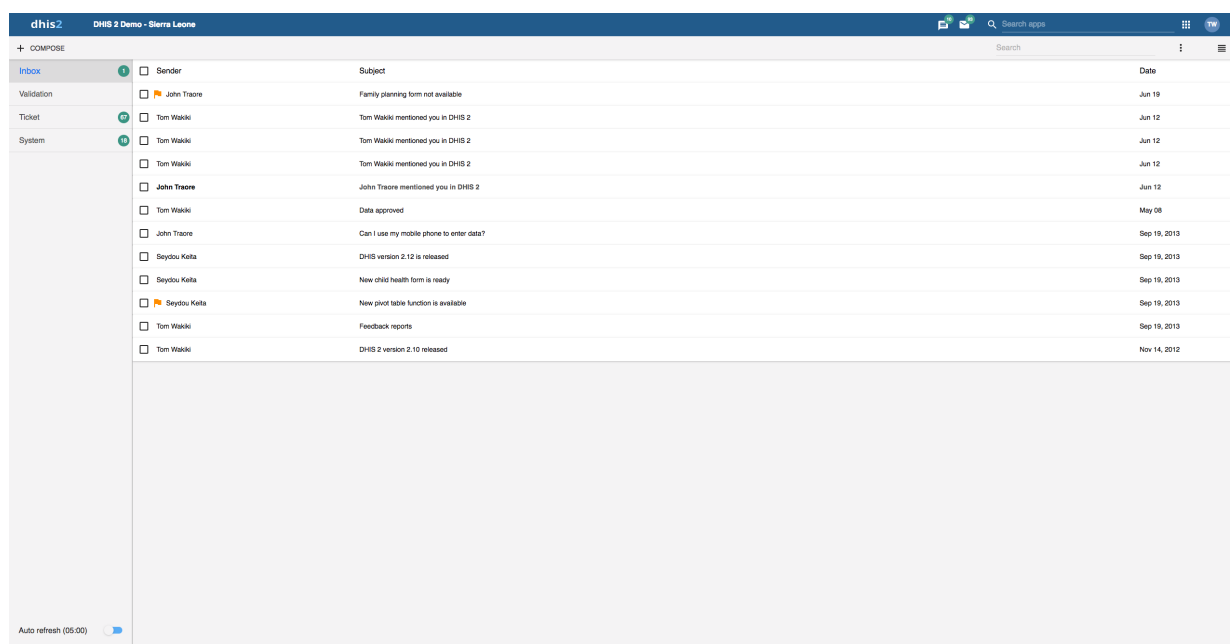 dhis2 DHIS 2 Demo - Sierra Leone Search apps TW
+ COMPOSE Search
Inbox 1
Validation
Ticket 67
System 18
Sender Subject Date
John Traore Family planning form not available Jun 19
Tom Wakiki Tom Wakiki mentioned you in DHIS 2 Jun 12
Tom Wakiki Tom Wakiki mentioned you in DHIS 2 Jun 12
Tom Wakiki Tom Wakiki mentioned you in DHIS 2 Jun 12
John Traore John Traore mentioned you in DHIS 2 Jun 12
Tom Wakiki Data approved May 08
John Traore Can I use my mobile phone to enter data? Sep 19, 2013
Seydou Keita DHIS version 2.12 is released Sep 19, 2013
Seydou Keita New child health form is ready Sep 19, 2013
Seydou Keita New pivot table function is available Sep 19, 2013
Tom Wakiki Feedback reports Sep 19, 2013
Tom Wakiki DHIS 2 version 2.10 released Nov 14, 2012
Auto refresh (05:00)